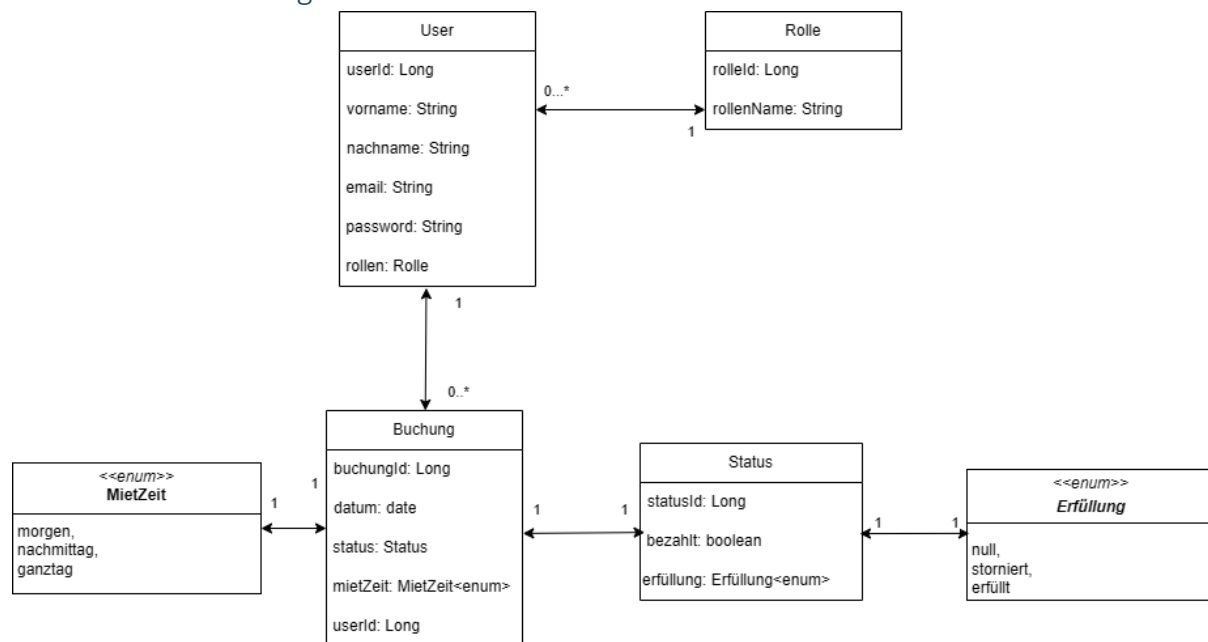 User
userId: Long
vorname: String
nachname: String
email: String
password: String
rollen: Rolle
0...*
1
Rolle
rolleId: Long
rollenName: String
1
0..*
<<enum>>
MietZeit
morgen,
nachmittag,
ganztag
1
1
Buchung
buchungId: Long
datum: date
status: Status
mietZeit: MietZeit<enum>
userId: Long
1
1
Status
statusId: Long
bezahlt: boolean
erfüllung: Erfüllung<enum>
1
1
<<enum>>
Erfüllung
null,
storniert,
erfüllt